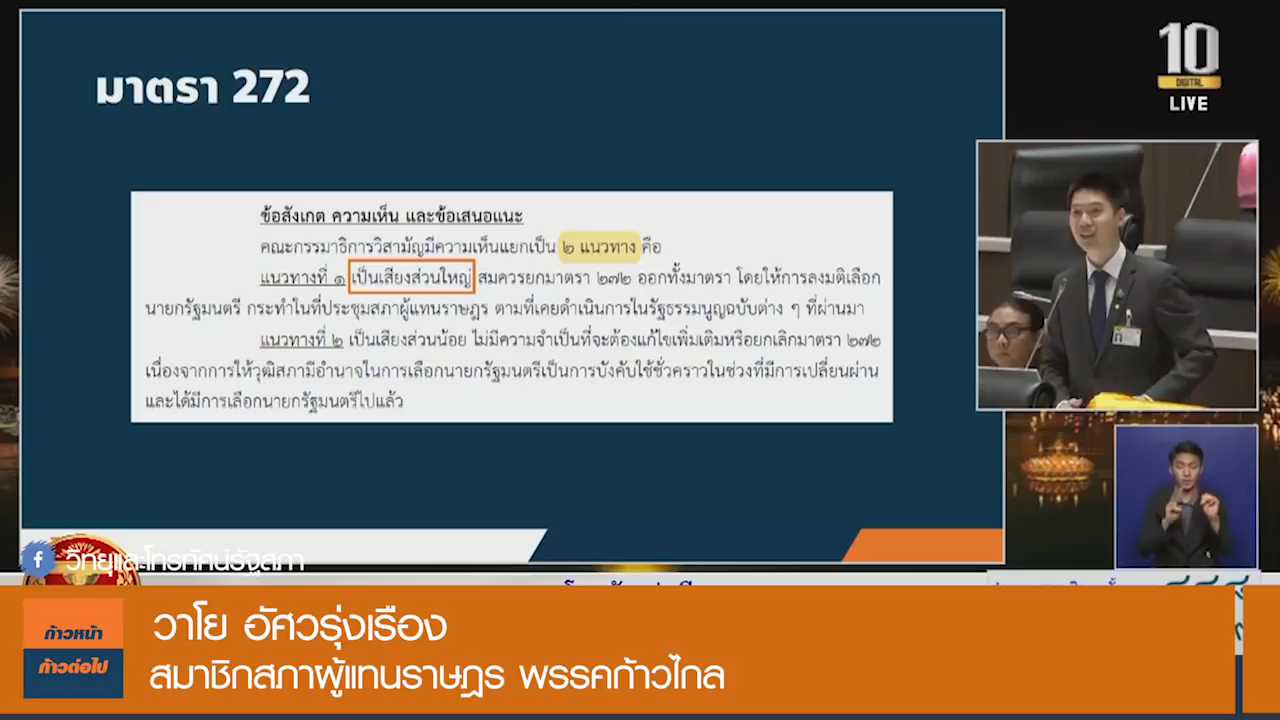 มาตรา 272
10
DIGITAL
LIVE
ข้อสังเกต ความเห็น และข้อเสนอแนะ
คณะกรรมาธิการวิสามัญมีความเห็นแยกเป็น ๒ แนวทาง คือ
แนวทางที่ ๑ เป็นเสียงส่วนใหญ่ สมควรยกมาตรา ๒๗๒ ออกทั้งมาตรา โดยให้การลงมติเลือก
นายกรัฐมนตรี กระทำในที่ประชุมสภาผู้แทนราษฎร ตามที่เคยดำเนินการในรัฐธรรมนูญฉบับต่าง ๆ ที่ผ่านมา
แนวทางที่ ๒ เป็นเสียงส่วนน้อย ไม่มีความจำเป็นที่จะต้องแก้ไขเพิ่มเติมหรือยกเลิกมาตรา ๒๗๒
เนื่องจากการให้วุฒิสภามีอำนาจในการเลือกนายกรัฐมนตรีเป็นการบังคับใช้ชั่วคราวในช่วงที่มีการเปลี่ยนผ่าน
และได้มีการเลือกนายกรัฐมนตรีไปแล้ว
วิทยุและโทรทัศน์รัฐสภา
ก้าวหน้า
ก้าวต่อไป
วาโย อัศวรุ่งเรือง
สมาชิกสภาผู้แทนราษฎร พรรคก้าวไกล